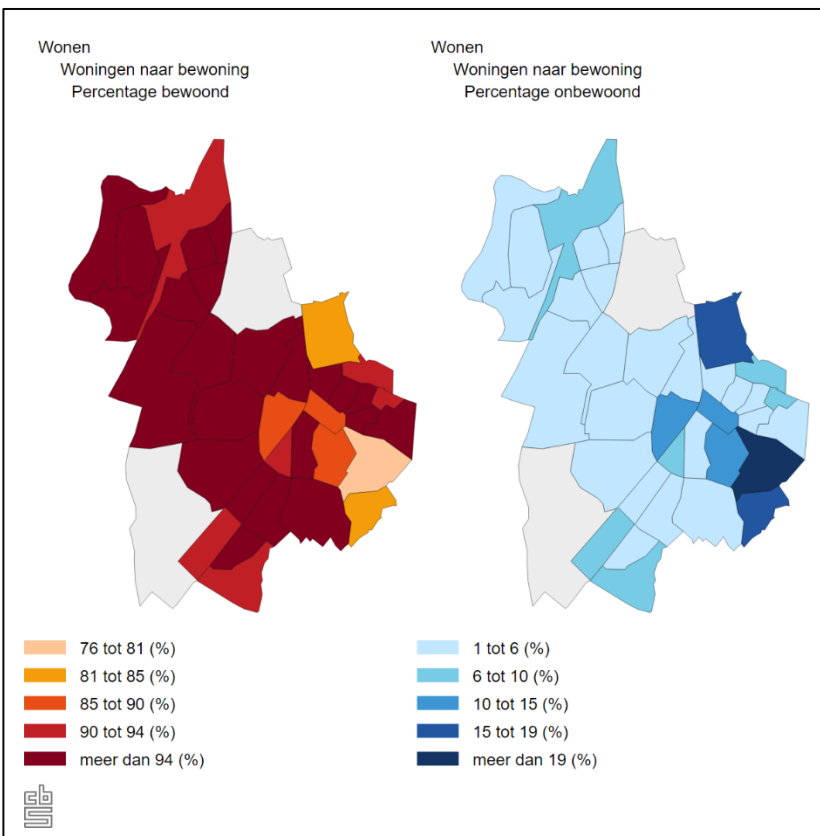 Wonen
Woningen naar bewoning
Percentage bewoond
Wonen
Woningen naar bewoning
Percentage onbewoond
76 tot 81 (%)
81 tot 85 (%)
85 tot 90 (%)
90 tot 94 (%)
meer dan 94 (%)
1 tot 6 (%)
6 tot 10 (%)
10 tot 15 (%)
15 tot 19 (%)
meer dan 19 (%)
cbs